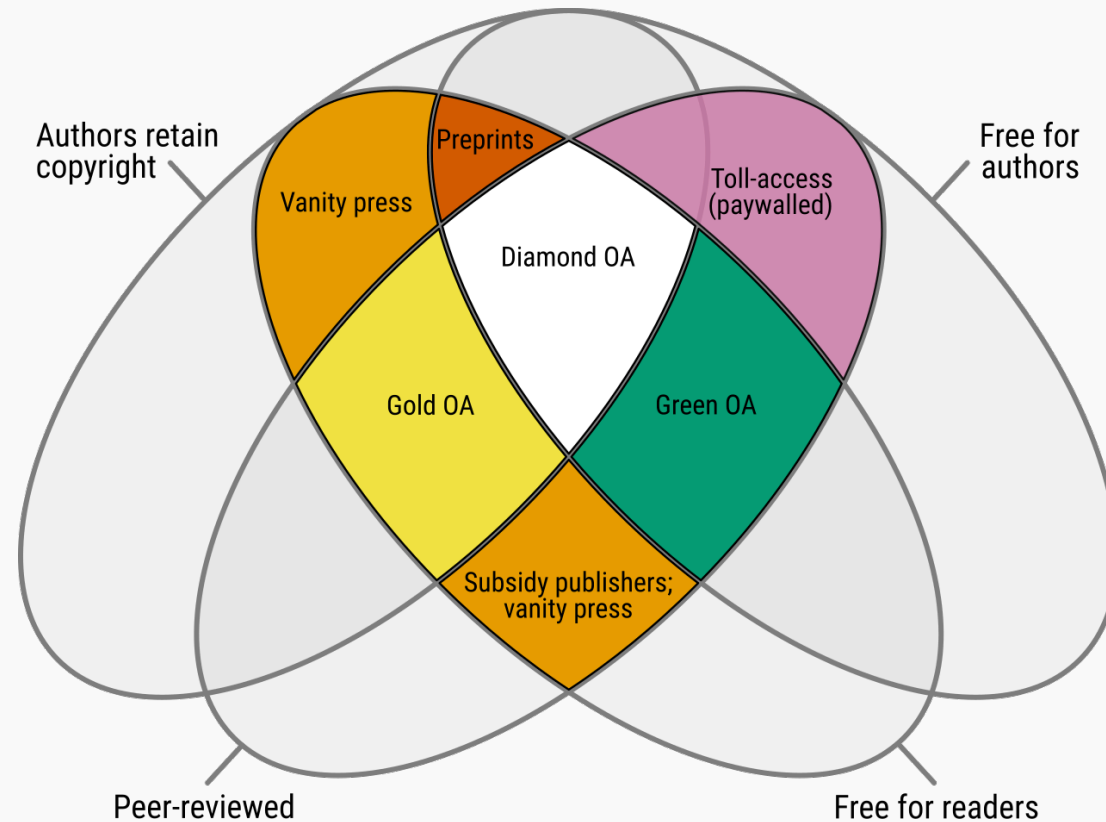 Authors retain
copyright
Free for
authors
Preprints
Vanity press
Toll-access
(paywalled)
Diamond OA
Gold OA
Green OA
Subsidy publishers;
vanity press
Peer-reviewed
Free for readers